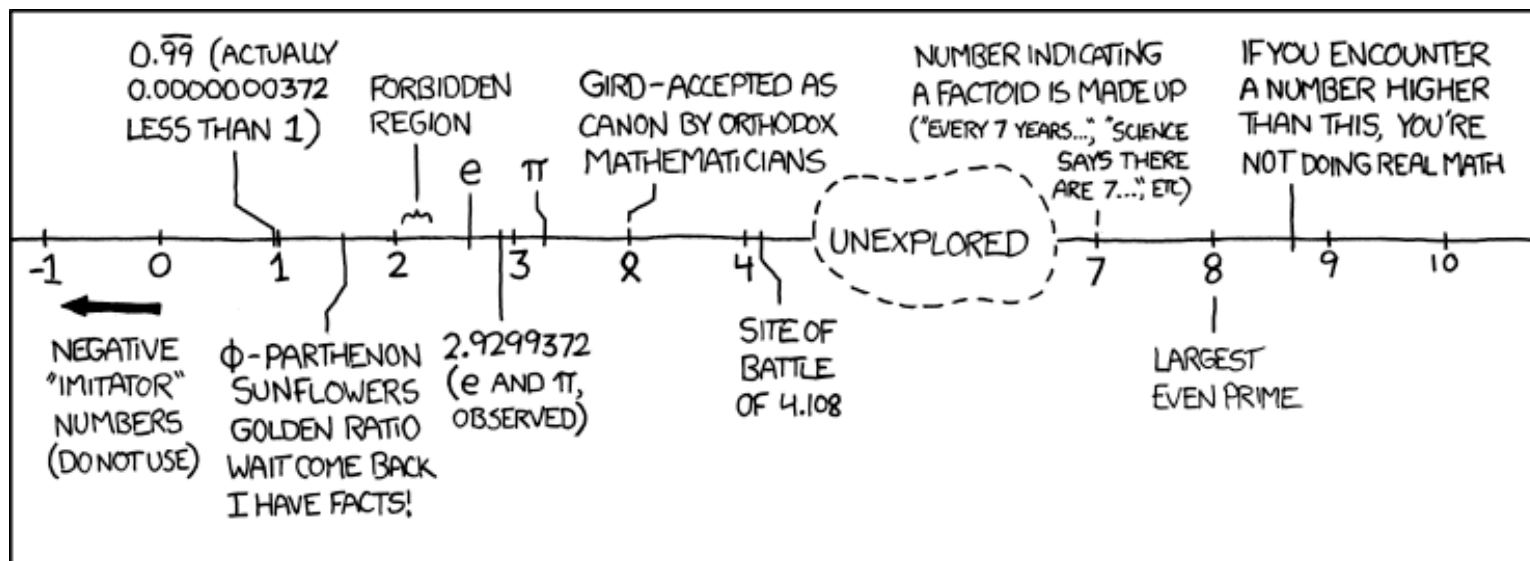 0.9̅9̅ (ACTUALLY
0.0000000372
LESS THAN 1)
FORBIDDEN
REGION
e
π
GIRD–ACCEPTED AS
CANON BY ORTHODOX
MATHEMATICIANS
NUMBER INDICATING
A FACTOID IS MADE UP
("EVERY 7 YEARS...", "SCIENCE
SAYS THERE
ARE 7...", ETC)
IF YOU ENCOUNTER
A NUMBER HIGHER
THAN THIS, YOU'RE
NOT DOING REAL MATH
UNEXPLORED
-1 0 1 2 3 4 7 8 9 10
NEGATIVE
"IMITATOR"
NUMBERS
(DO NOT USE)
ϕ–PARTHENON
SUNFLOWERS
GOLDEN RATIO
WAIT COME BACK
I HAVE FACTS!
2.9299372
(e AND π,
OBSERVED)
SITE OF
BATTLE
OF 4.108
LARGEST
EVEN PRIME